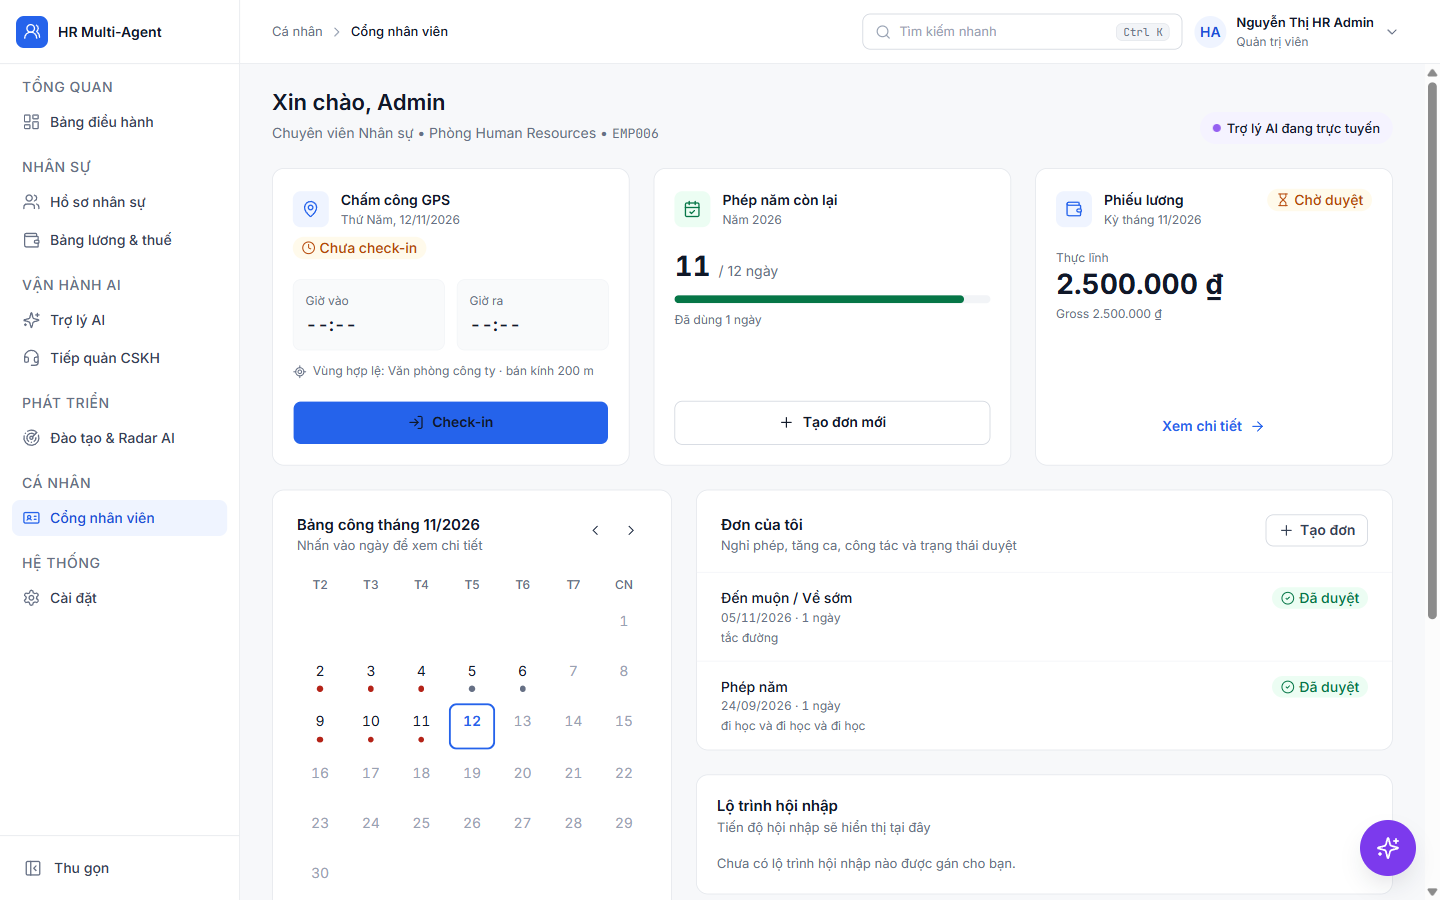 HR Multi-Agent
TỔNG QUAN
Bảng điều hành
NHÂN SỰ
Hồ sơ nhân sự
Bảng lương & thuế
VẬN HÀNH AI
Trợ lý AI
Tiếp quản CSKH
PHÁT TRIỂN
Đào tạo & Radar AI
CÁ NHÂN
Cổng nhân viên
HỆ THỐNG
Cài đặt
Thu gọn
Cá nhân > Cổng nhân viên
Tìm kiếm nhanh Ctrl K
HA
Nguyễn Thị HR Admin
Quản trị viên
Xin chào, Admin
Chuyên viên Nhân sự • Phòng Human Resources • EMP006
Trợ lý AI đang trực tuyến
Chấm công GPS
Thứ Năm, 12/11/2026
Chưa check-in
Giờ vào
--:--
Giờ ra
--:--
Vùng hợp lệ: Văn phòng công ty · bán kính 200 m
Check-in
Phép năm còn lại
Năm 2026
11 / 12 ngày
Đã dùng 1 ngày
Tạo đơn mới
Phiếu lương
Kỳ tháng 11/2026
Chờ duyệt
Thực lĩnh
2.500.000 ₫
Gross 2.500.000 ₫
Xem chi tiết
Bảng công tháng 11/2026
Nhấn vào ngày để xem chi tiết
T2 T3 T4 T5 T6 T7 CN
1
2 3 4 5 6 7 8
9 10 11 12 13 14 15
16 17 18 19 20 21 22
23 24 25 26 27 28 29
30
Đơn của tôi
Nghỉ phép, tăng ca, công tác và trạng thái duyệt
Tạo đơn
Đến muộn / Về sớm
05/11/2026 · 1 ngày
tắc đường
Đã duyệt
Phép năm
24/09/2026 · 1 ngày
đi học và đi học và đi học
Đã duyệt
Lộ trình hội nhập
Tiến độ hội nhập sẽ hiển thị tại đây
Chưa có lộ trình hội nhập nào được gán cho bạn.